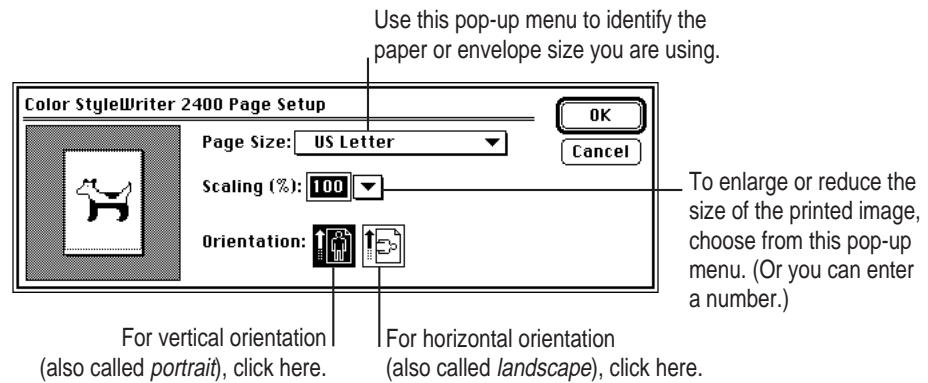 Use this pop-up menu to identify the
paper or envelope size you are using.
Color StyleWriter 2400 Page Setup
OK
Page Size: US Letter
Cancel
Scaling (%): 100
To enlarge or reduce the
size of the printed image,
choose from this pop-up
menu. (Or you can enter
a number.)
Orientation:
For vertical orientation
(also called portrait), click here.
For horizontal orientation
(also called landscape), click here.